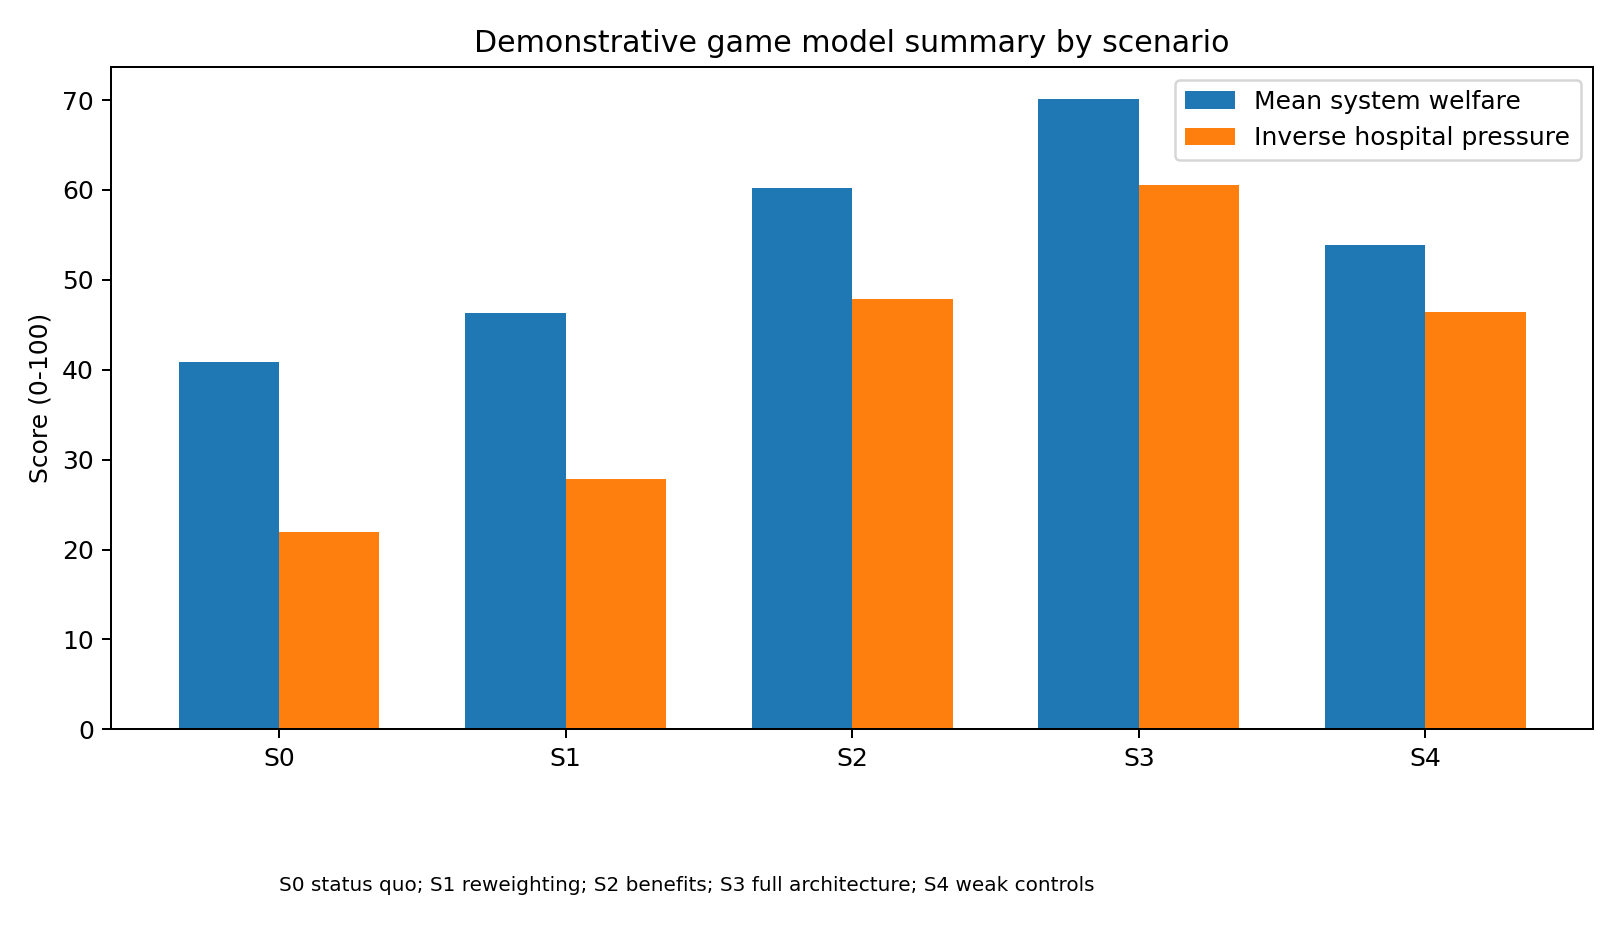 Demonstrative game model summary by scenario
Mean system welfare
Inverse hospital pressure
Score (0-100)
70
60
50
40
30
20
10
0
S0 S1 S2 S3 S4
S0 status quo; S1 reweighting; S2 benefits; S3 full architecture; S4 weak controls